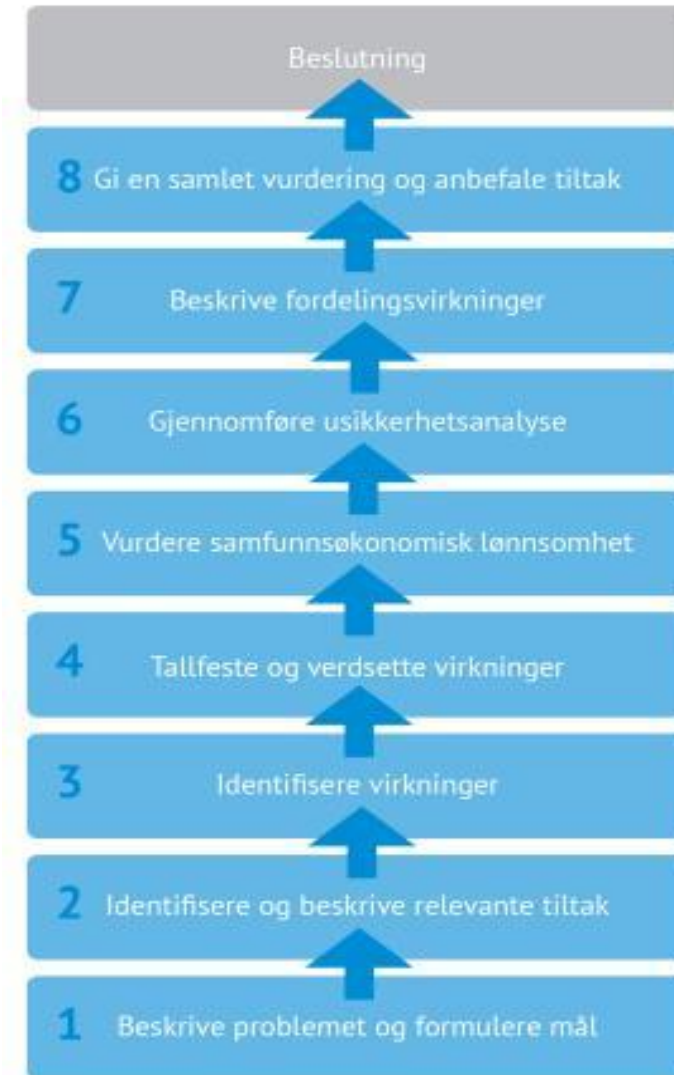 Beslutning
8 Gi en samlet vurdering og anbefale tiltak
7 Beskrive fordelingsvirkninger
6 Gjennomføre usikkerhetsanalyse
5 Vurdere samfunnsøkonomisk lønnsomhet
4 Tallfeste og verdsette virkninger
3 Identifisere virkninger
2 Identifisere og beskrive relevante tiltak
1 Beskrive problemet og formulere mål